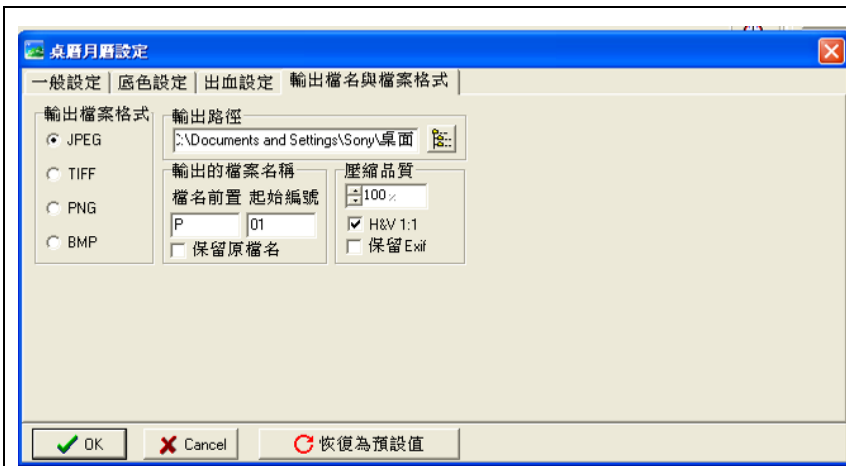 桌曆月曆設定
一般設定 底色設定 出血設定 輸出檔名與檔案格式
輸出檔案格式
JPEG
TIFF
PNG
BMP
輸出路徑
C:\Documents and Settings\Sony\桌面
輸出的檔案名稱
檔名前置 起始編號
P 01
保留原檔名
壓縮品質
100%
H&V 1:1
保留Exif
OK Cancel 恢復為預設值